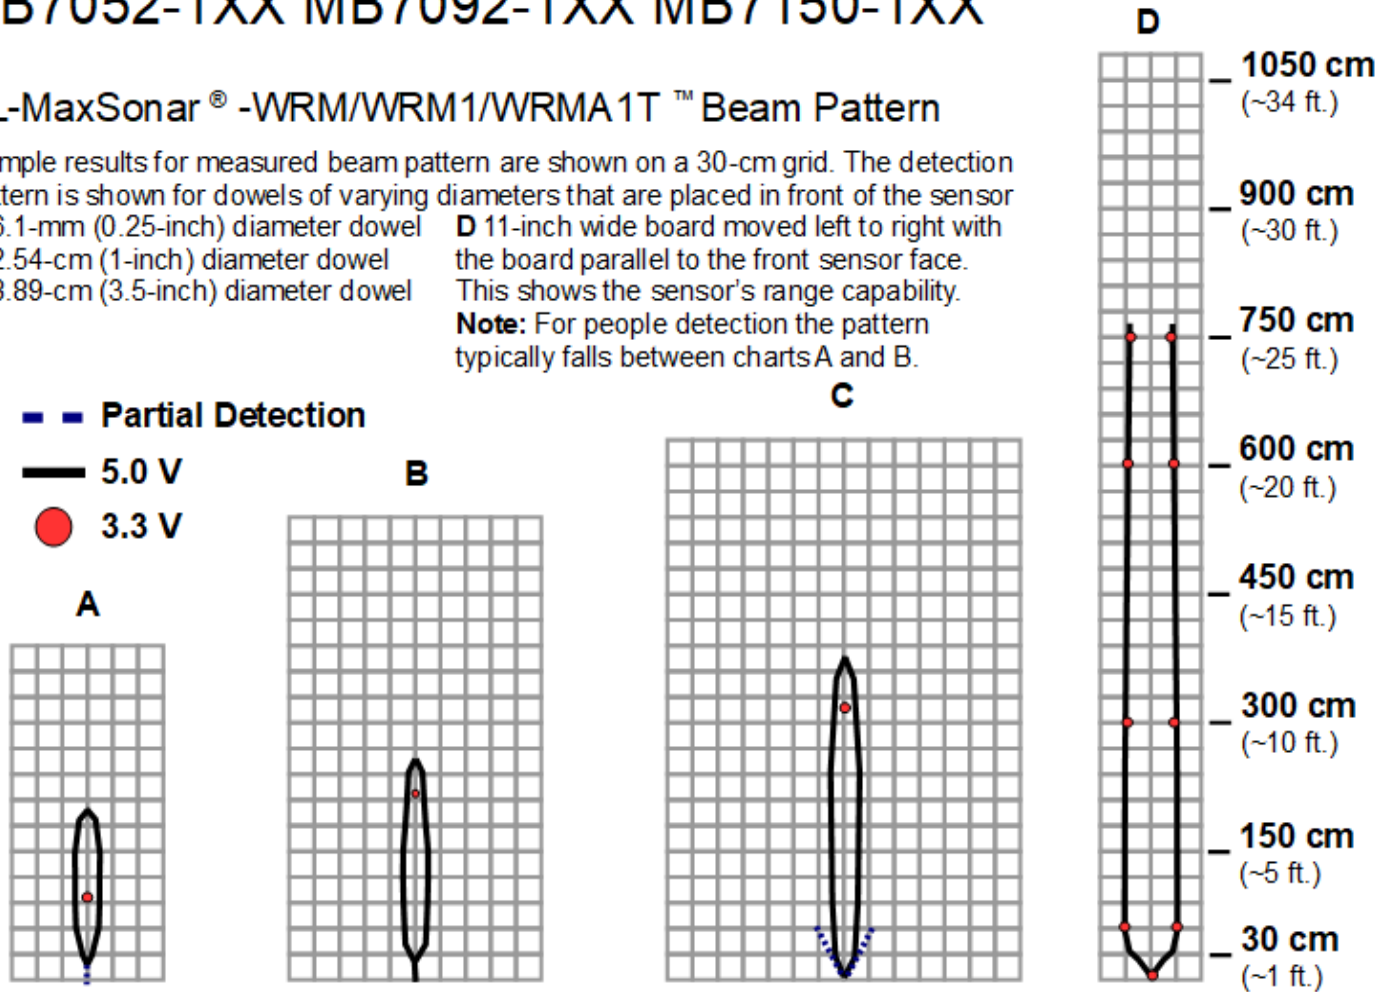 B7052-1XX MB7092-1XX MB7150-1XX
L-MaxSonar ® -WRM/WRM1/WRMA1T ™ Beam Pattern
mple results for measured beam pattern are shown on a 30-cm grid. The detection
tern is shown for dowels of varying diameters that are placed in front of the sensor
6.1-mm (0.25-inch) diameter dowel
2.54-cm (1-inch) diameter dowel
8.89-cm (3.5-inch) diameter dowel
D 11-inch wide board moved left to right with
the board parallel to the front sensor face.
This shows the sensor's range capability.
Note: For people detection the pattern
typically falls between charts A and B.
Partial Detection
5.0 V
3.3 V
A
B
C
D
1050 cm
(~34 ft.)
900 cm
(~30 ft.)
750 cm
(~25 ft.)
600 cm
(~20 ft.)
450 cm
(~15 ft.)
300 cm
(~10 ft.)
150 cm
(~5 ft.)
30 cm
(~1 ft.)